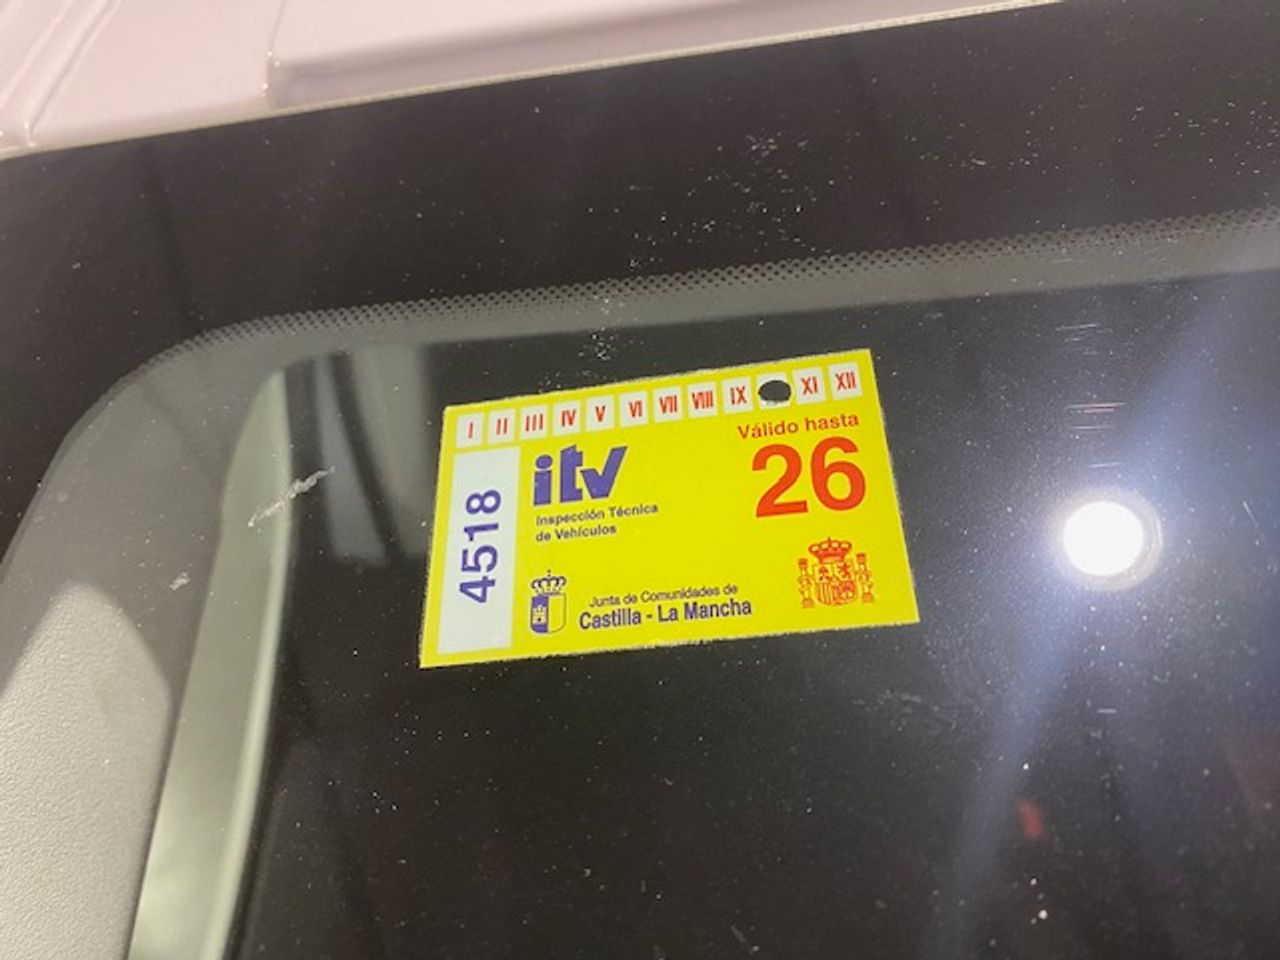 I II III IV V VI VII VIII IX XI XII
Válido hasta
26
itv
Inspección Técnica
de Vehículos
4518
Junta de Comunidades de
Castilla - La Mancha